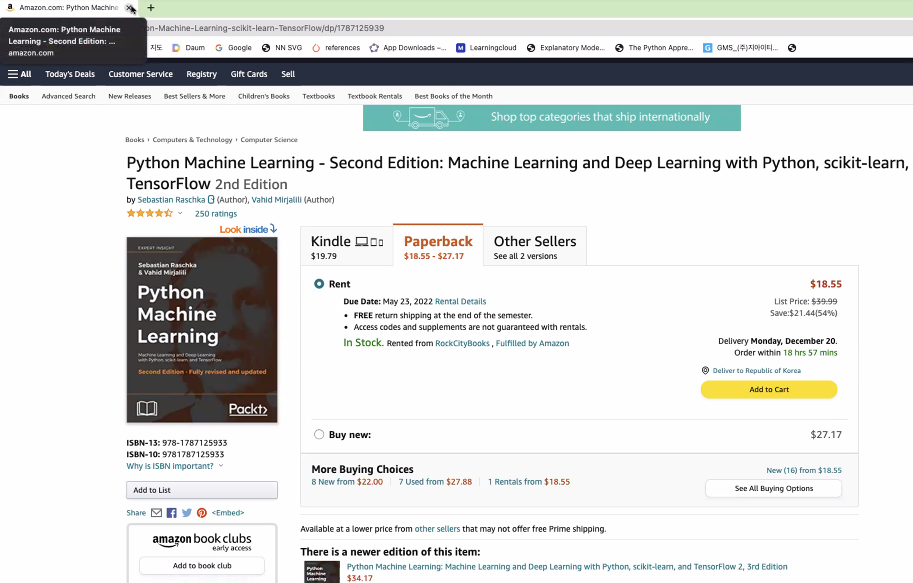 Amazon.com: Python Machine
Amazon.com: Python Machine
Learning - Second Edition: ...
amazon.com
on-Machine-Learning-scikit-learn-TensorFlow/dp/1787125939
지도 Daum Google NN SVG references App Downloads –... Learningcloud Explanatory Mode... The Python Appre... GMS_(주)지아이티...
All Today's Deals Customer Service Registry Gift Cards Sell
Books Advanced Search New Releases Best Sellers & More Children's Books Textbooks Textbook Rentals Best Books of the Month
Shop top categories that ship internationally
Books › Computers & Technology › Computer Science
Python Machine Learning - Second Edition: Machine Learning and Deep Learning with Python, scikit-learn,
TensorFlow 2nd Edition
by Sebastian Raschka (Author), Vahid Mirjalili (Author)
250 ratings
Look inside
EXPERT INSIGHT
Sebastian Raschka
& Vahid Mirjalili
Python
Machine
Learning
Machine Learning and Deep Learning
with Python, scikit-learn, and TensorFlow
Second Edition - Fully revised and updated
Packt>
Kindle
$19.79
Paperback
$18.55 - $27.17
Other Sellers
See all 2 versions
Rent $18.55
Due Date: May 23, 2022 Rental Details
• FREE return shipping at the end of the semester.
• Access codes and supplements are not guaranteed with rentals.
In Stock. Rented from RockCityBooks , Fulfilled by Amazon
List Price: $39.99
Save:$21.44(54%)
Delivery Monday, December 20.
Order within 18 hrs 57 mins
Deliver to Republic of Korea
Add to Cart
Buy new: $27.17
More Buying Choices
8 New from $22.00 7 Used from $27.88 1 Rentals from $18.55
New (16) from $18.55
See All Buying Options
ISBN-13: 978-1787125933
ISBN-10: 9781787125933
Why is ISBN important?
Add to List
Share <Embed>
amazon book clubs
early access
Add to book club
Available at a lower price from other sellers that may not offer free Prime shipping.
There is a newer edition of this item:
Python
Machine
Learning
Python Machine Learning: Machine Learning and Deep Learning with Python, scikit-learn, and TensorFlow 2, 3rd Edition
$34.17